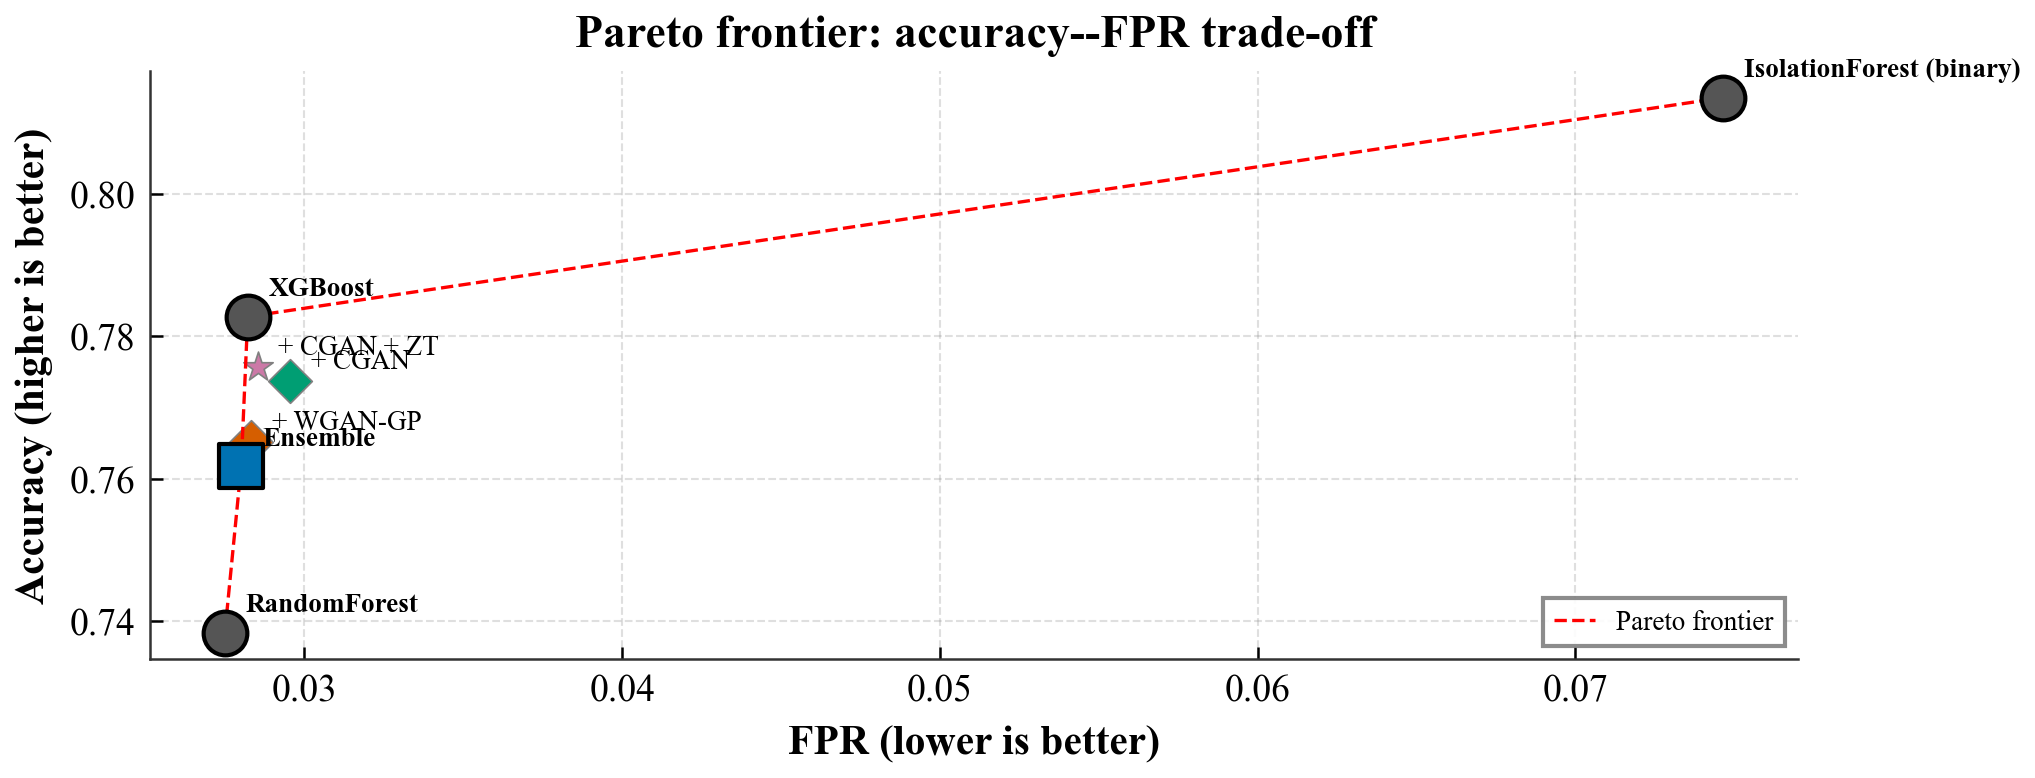 Pareto frontier: accuracy--FPR trade-off
IsolationForest (binary)
Accuracy (higher is better)
0.80
XGBoost
0.78
+ CGAN + ZT
+ CGAN
+ WGAN-GP
Ensemble
0.76
RandomForest
0.74
Pareto frontier
0.03 0.04 0.05 0.06 0.07
FPR (lower is better)